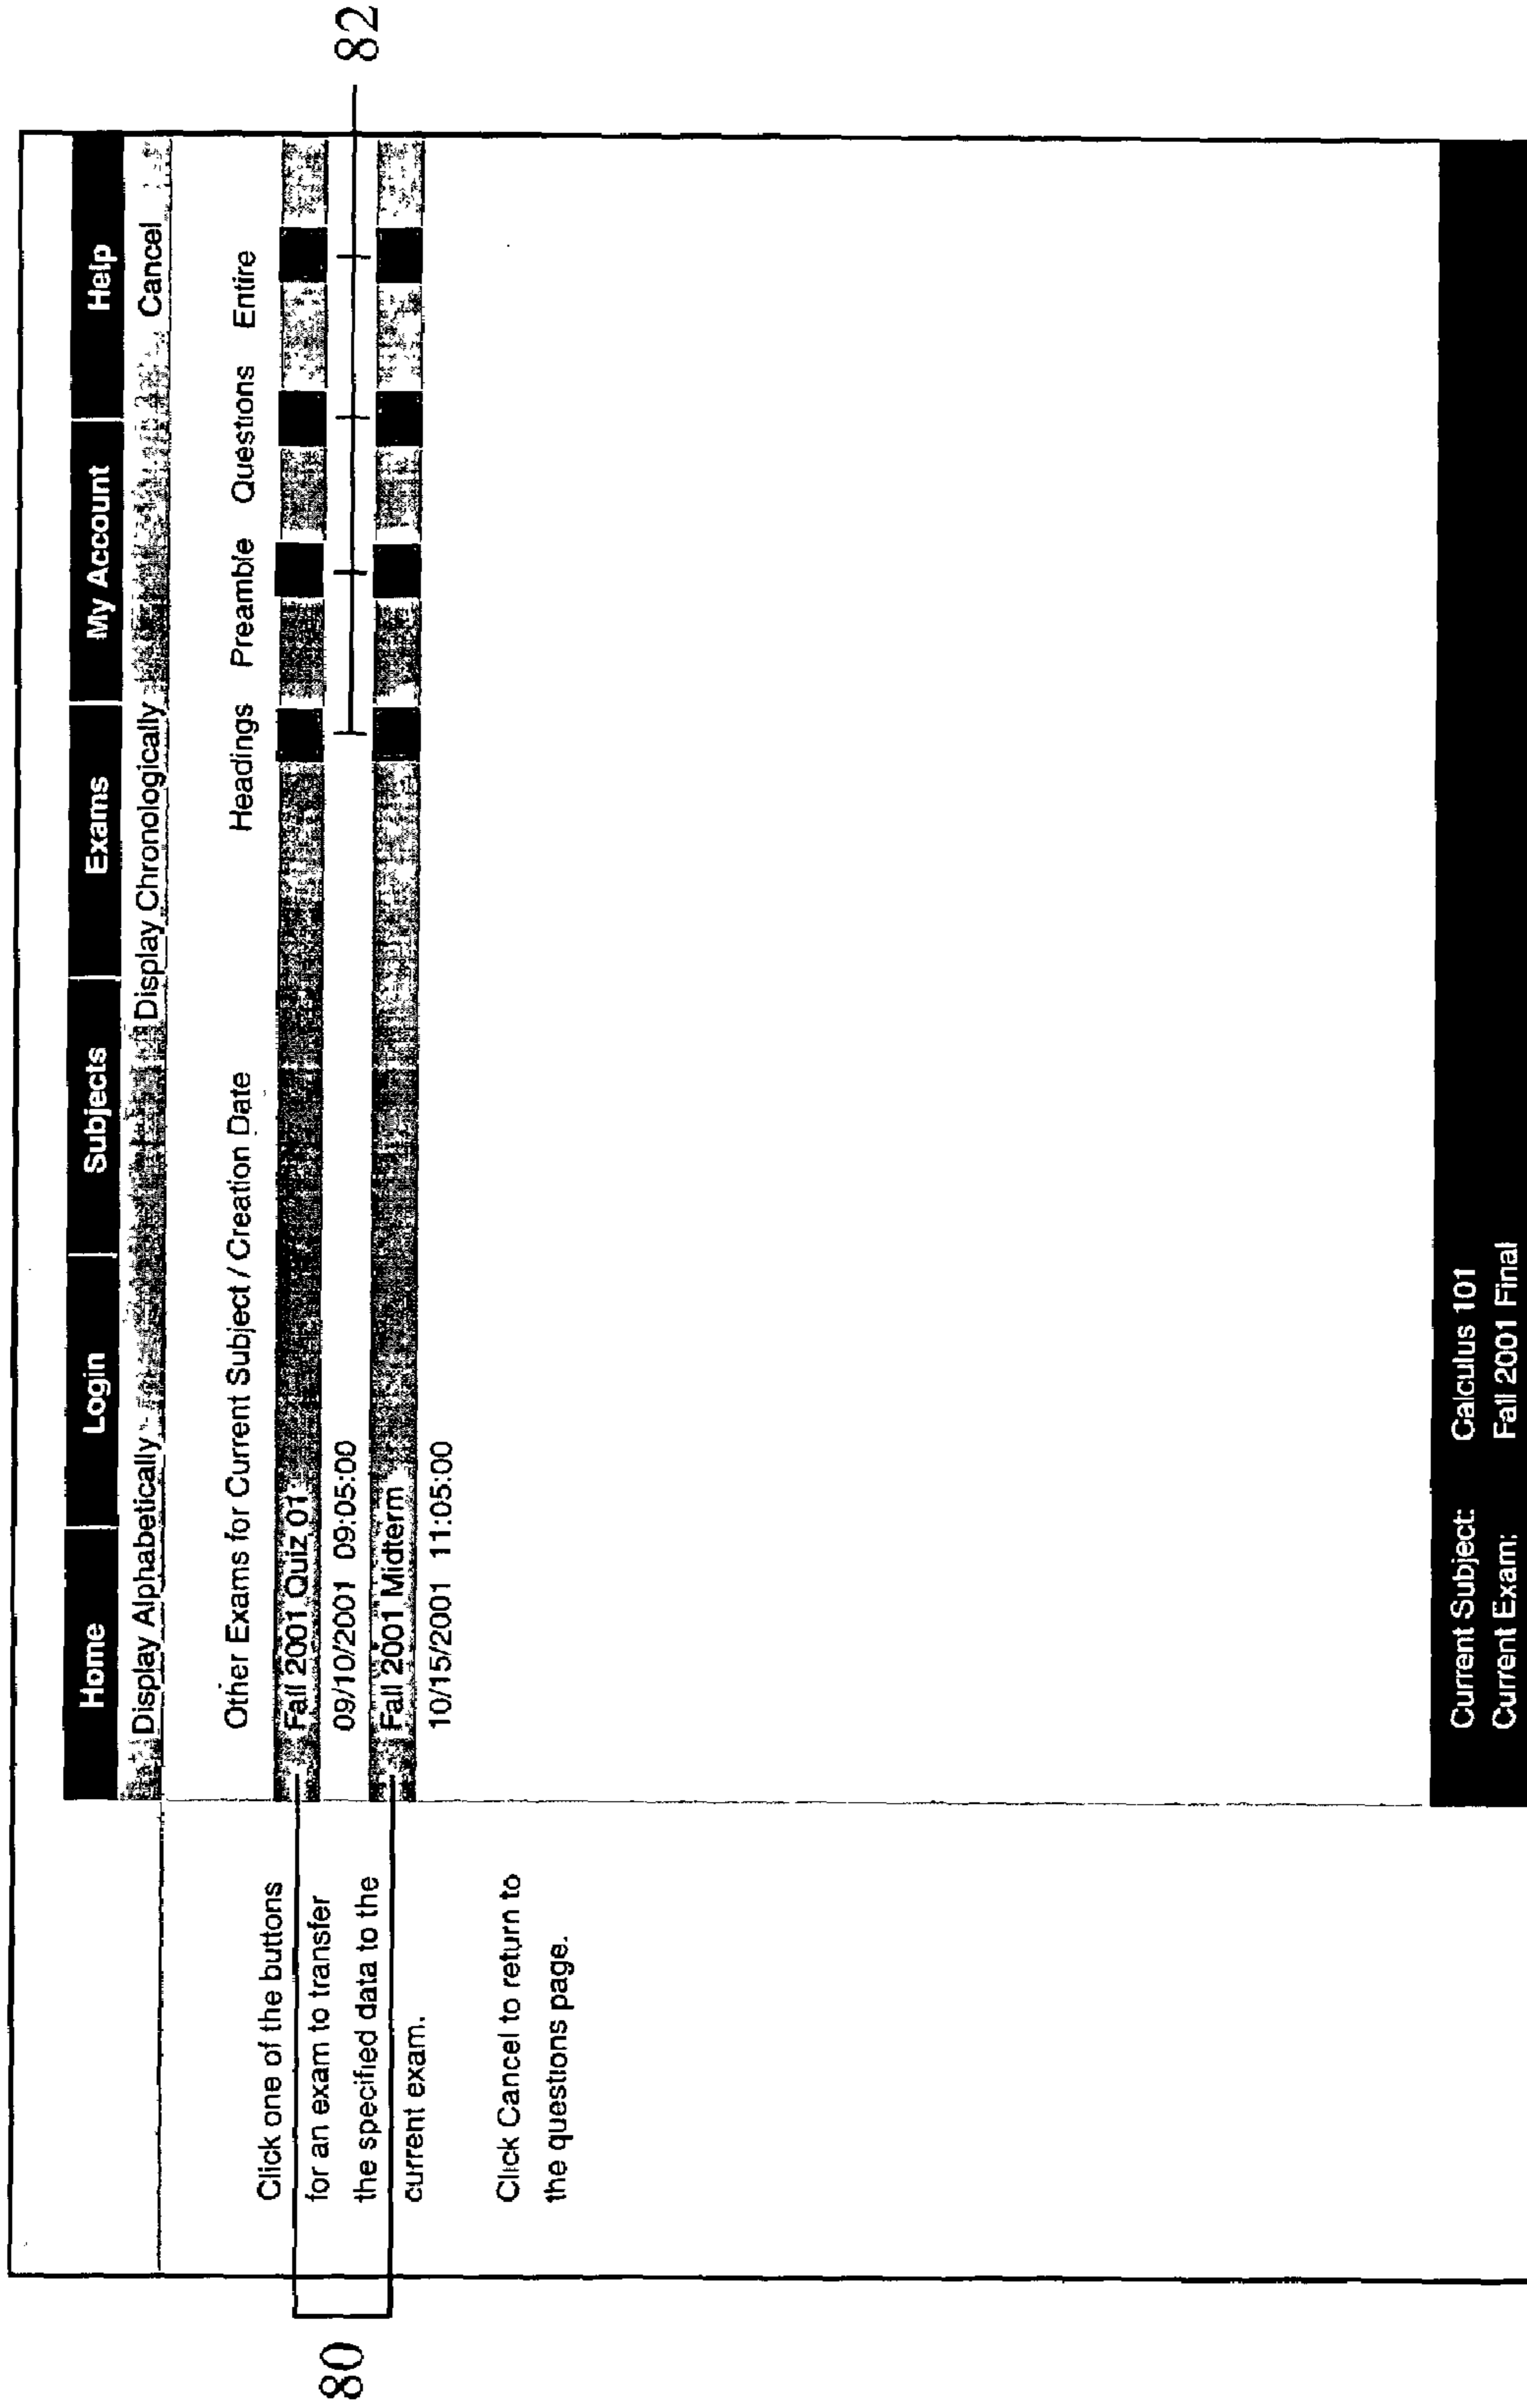 Home Login Subjects Exams My Account Help
Display Alphabetically Display Chronologically Cancel
Other Exams for Current Subject / Creation Date Headings Preamble Questions Entire
Fall 2001 Quiz 01
09/10/2001 09:05:00
82
Fall 2001 Midterm
10/15/2001 11:05:00
80
Click one of the buttons
for an exam to transfer
the specified data to the
current exam.
Click Cancel to return to
the questions page.
Current Subject: Calculus 101
Current Exam: Fall 2001 Final